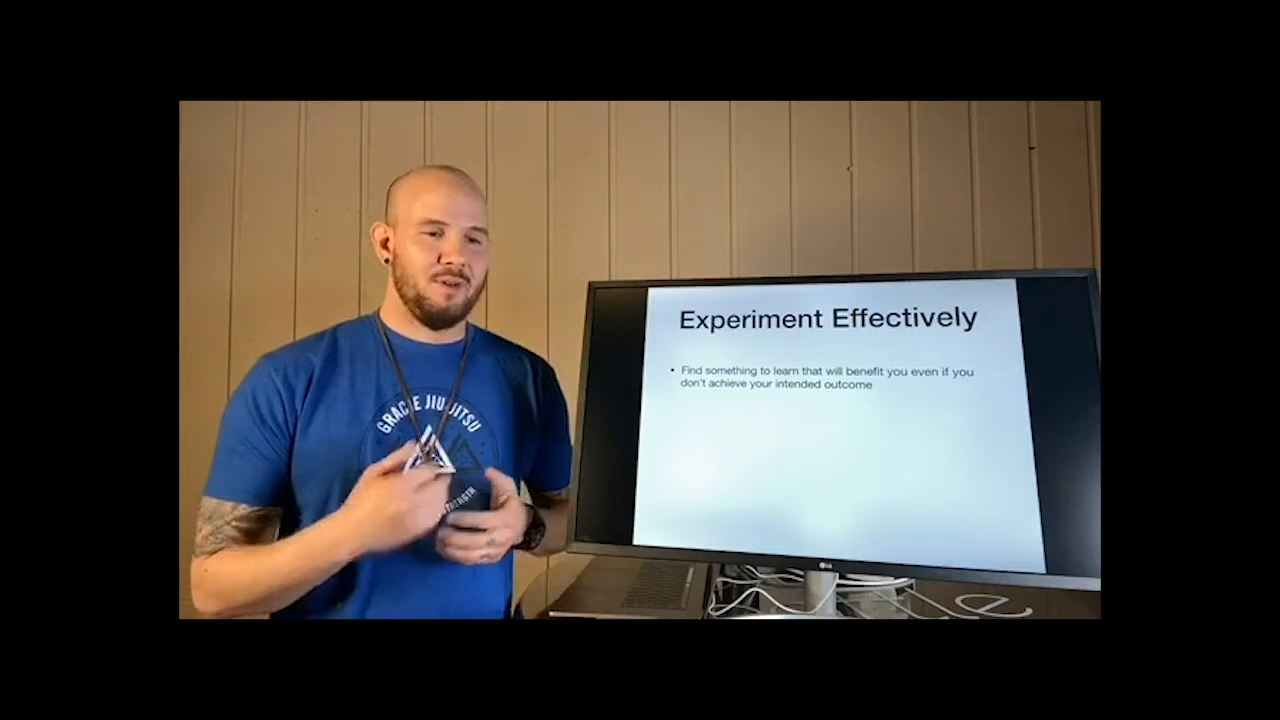 Experiment Effectively
• Find something to learn that will benefit you even if you
don't achieve your intended outcome
GRACIE JIU-JITSU
STRENGTH
LG